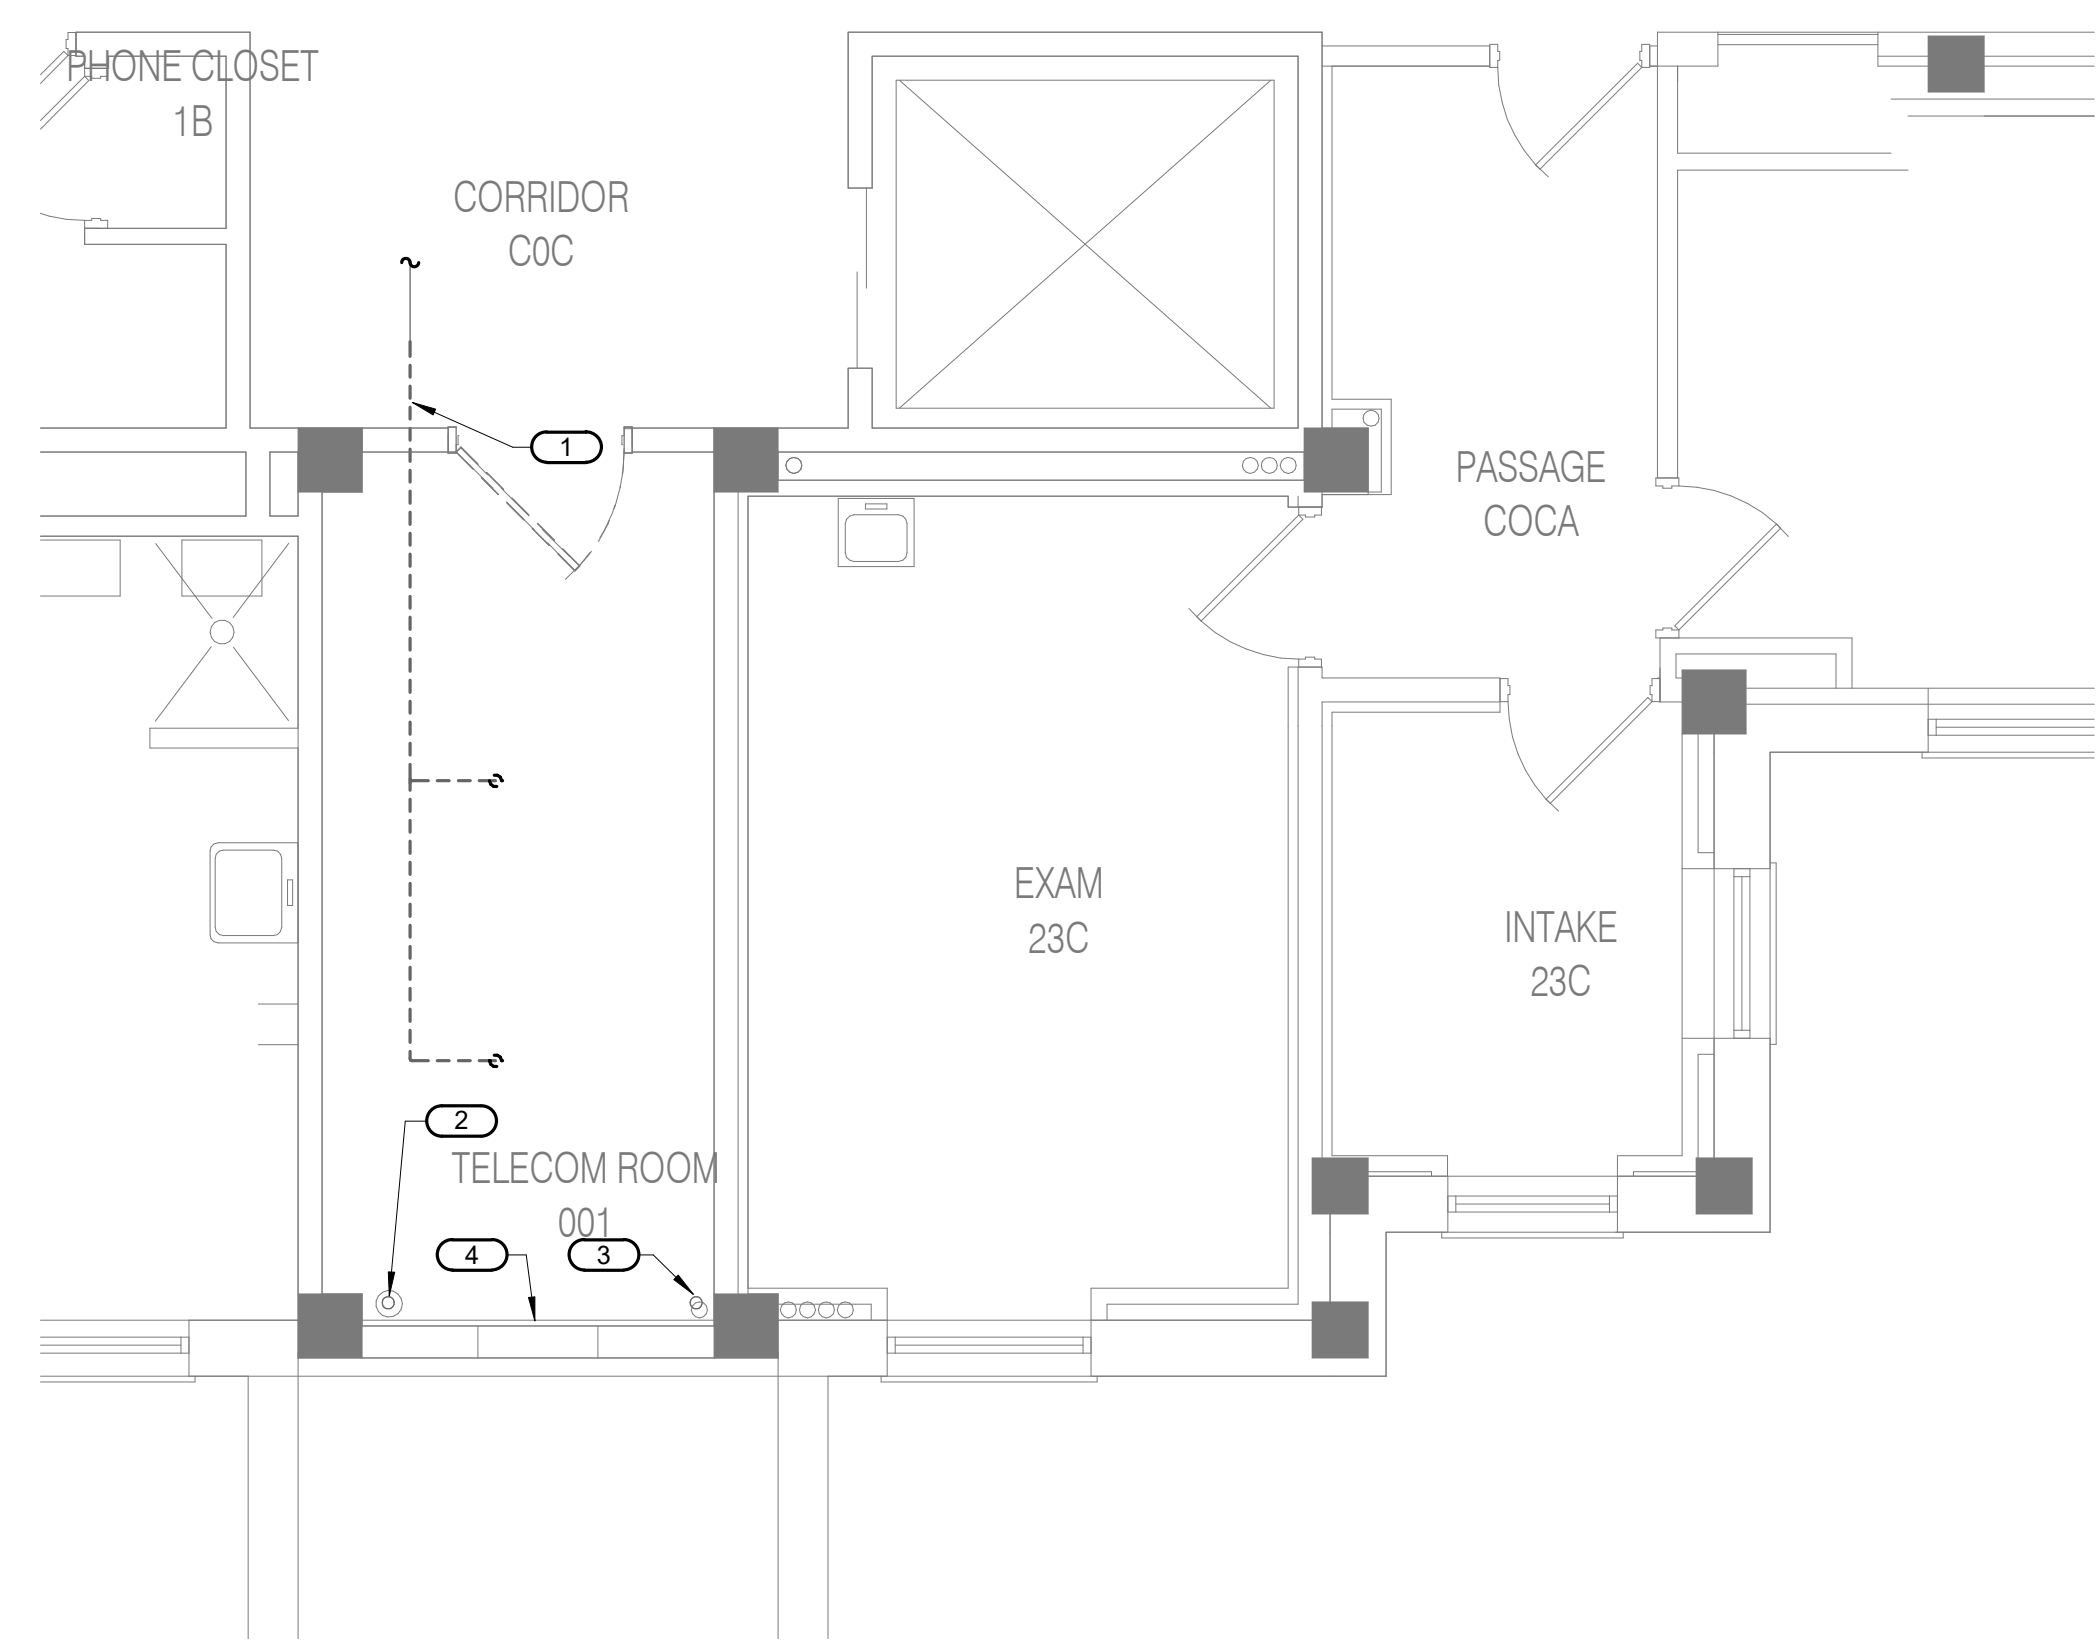 PHONE CLOSET
1B
CORRIDOR
C0C
1
PASSAGE
COCA
EXAM
23C
INTAKE
23C
2
TELECOM ROOM
001
4
3